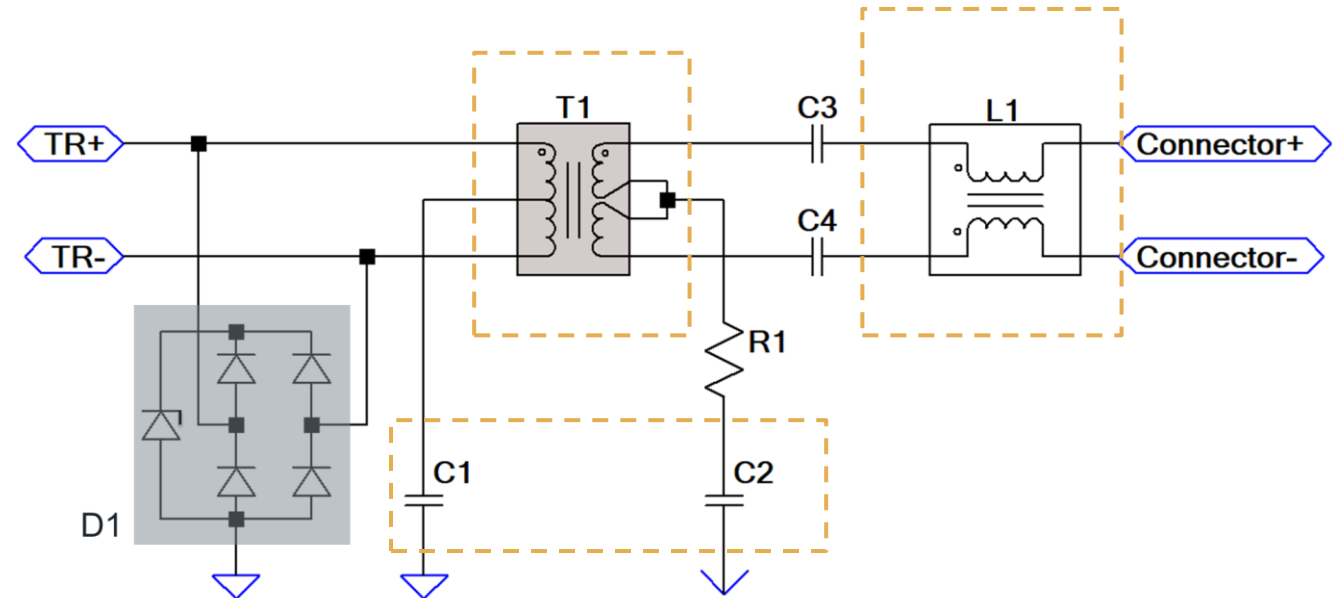 T1
C3
L1
TR+
Connector+
C4
TR-
Connector-
R1
C1
C2
D1